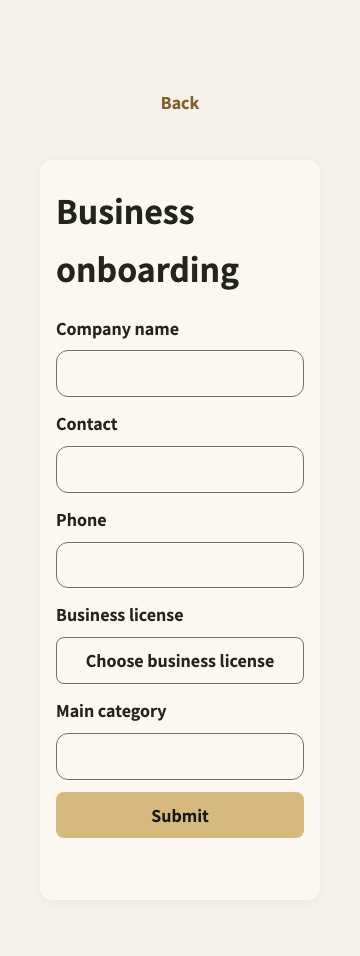 Back
Business
onboarding
Company name
Contact
Phone
Business license
Choose business license
Main category
Submit